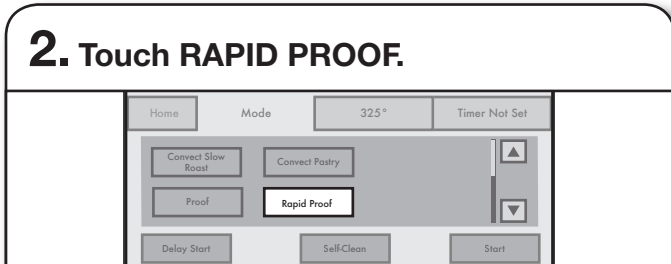 2. Touch RAPID PROOF.
Home Mode 325° Timer Not Set
Convect Slow
Roast
Convect Pastry
Proof Rapid Proof
Delay Start Self-Clean Start